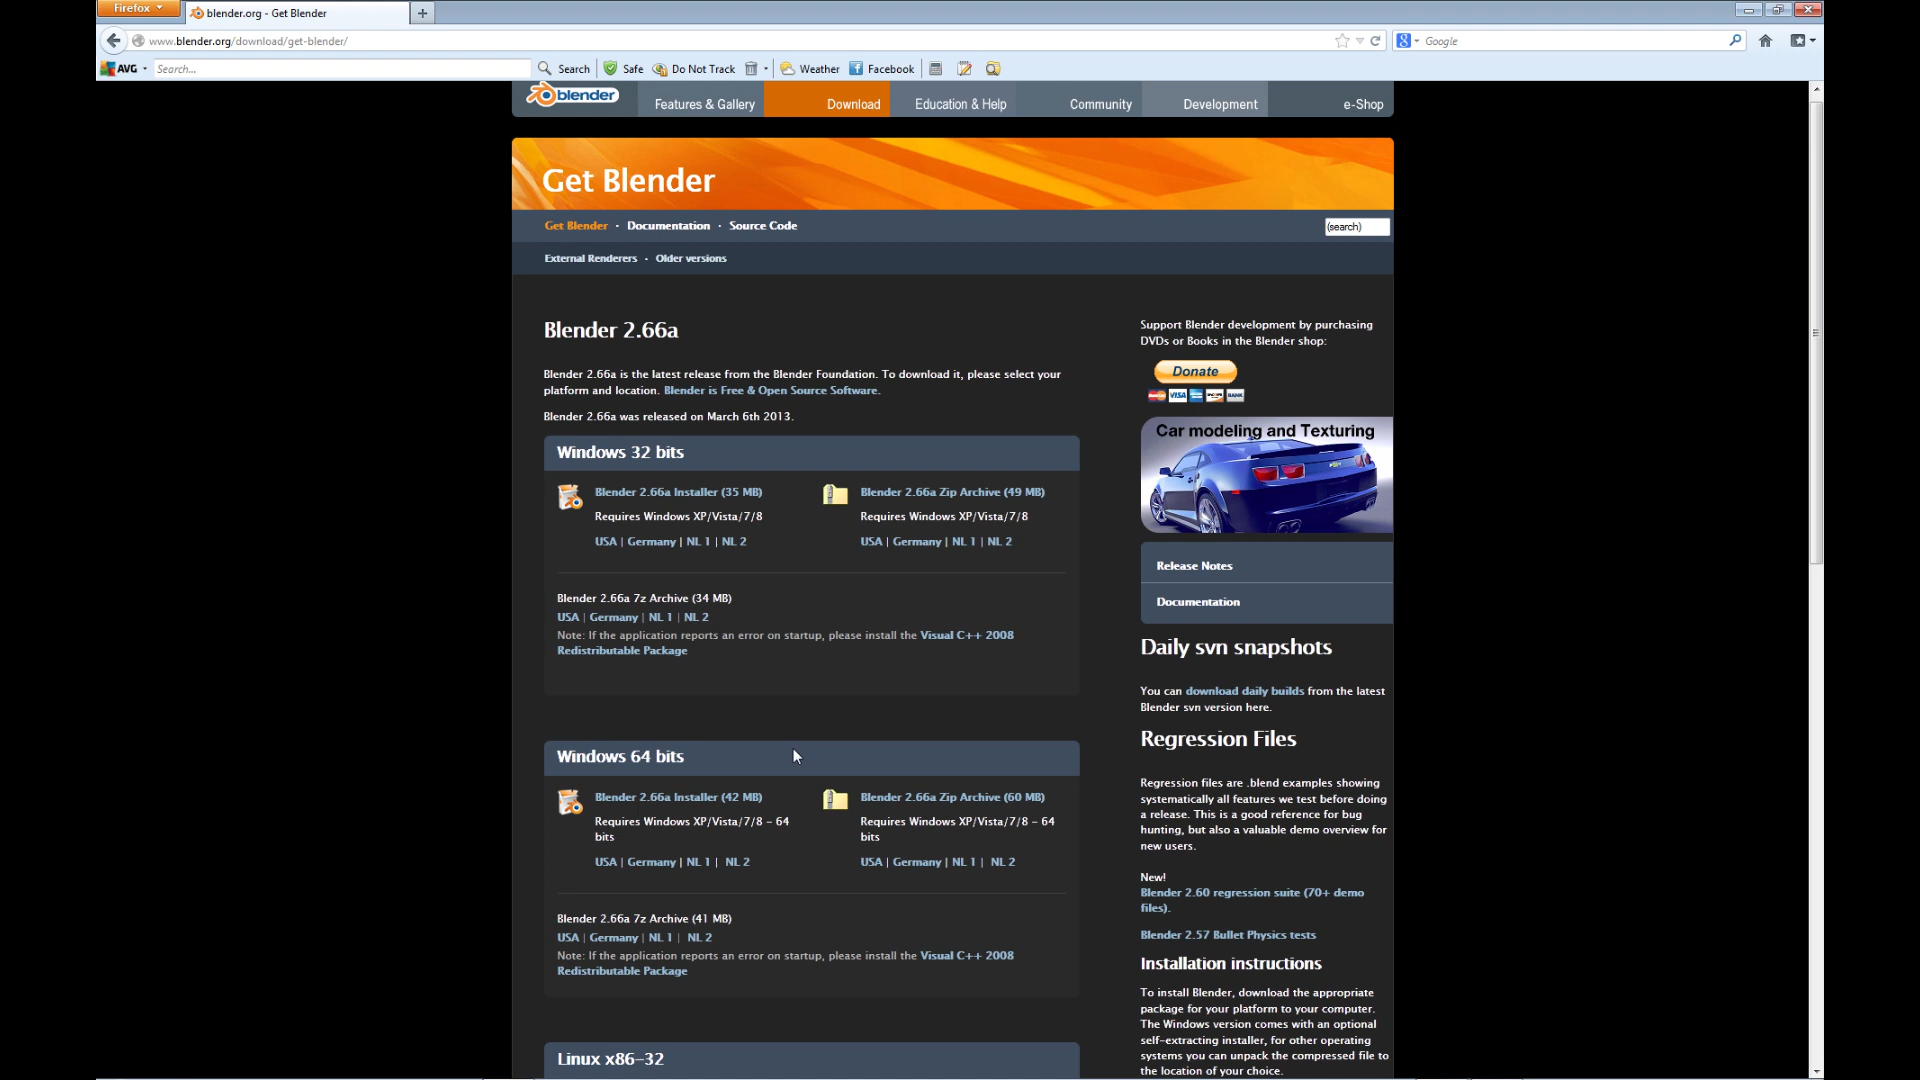 Firefox
blender.org - Get Blender
www.blender.org/download/get-blender/
Google
AVG
Search...
Search
Safe
Do Not Track
Weather
Facebook
blender
Features & Gallery
Download
Education & Help
Community
Development
e-Shop
Get Blender
Get Blender · Documentation · Source Code
(search)
External Renderers · Older versions
Blender 2.66a
Blender 2.66a is the latest release from the Blender Foundation. To download it, please select your
platform and location. Blender is Free & Open Source Software.
Blender 2.66a was released on March 6th 2013.
Windows 32 bits
Blender 2.66a Installer (35 MB)
Requires Windows XP/Vista/7/8
USA | Germany | NL 1 | NL 2
Blender 2.66a Zip Archive (49 MB)
Requires Windows XP/Vista/7/8
USA | Germany | NL 1 | NL 2
Blender 2.66a 7z Archive (34 MB)
USA | Germany | NL 1 | NL 2
Note: If the application reports an error on startup, please install the Visual C++ 2008
Redistributable Package
Windows 64 bits
Blender 2.66a Installer (42 MB)
Requires Windows XP/Vista/7/8 - 64
bits
USA | Germany | NL 1 | NL 2
Blender 2.66a Zip Archive (60 MB)
Requires Windows XP/Vista/7/8 - 64
bits
USA | Germany | NL 1 | NL 2
Blender 2.66a 7z Archive (41 MB)
USA | Germany | NL 1 | NL 2
Note: If the application reports an error on startup, please install the Visual C++ 2008
Redistributable Package
Linux x86-32
Support Blender development by purchasing
DVDs or Books in the Blender shop:
Donate
VISA
BANK
Car modeling and Texturing
Release Notes
Documentation
Daily svn snapshots
You can download daily builds from the latest
Blender svn version here.
Regression Files
Regression files are .blend examples showing
systematically all features we test before doing
a release. This is a good reference for bug
hunting, but also a valuable demo overview for
new users.
New!
Blender 2.60 regression suite (70+ demo
files).
Blender 2.57 Bullet Physics tests
Installation instructions
To install Blender, download the appropriate
package for your platform to your computer.
The Windows version comes with an optional
self-extracting installer, for other operating
systems you can unpack the compressed file to
the location of your choice.